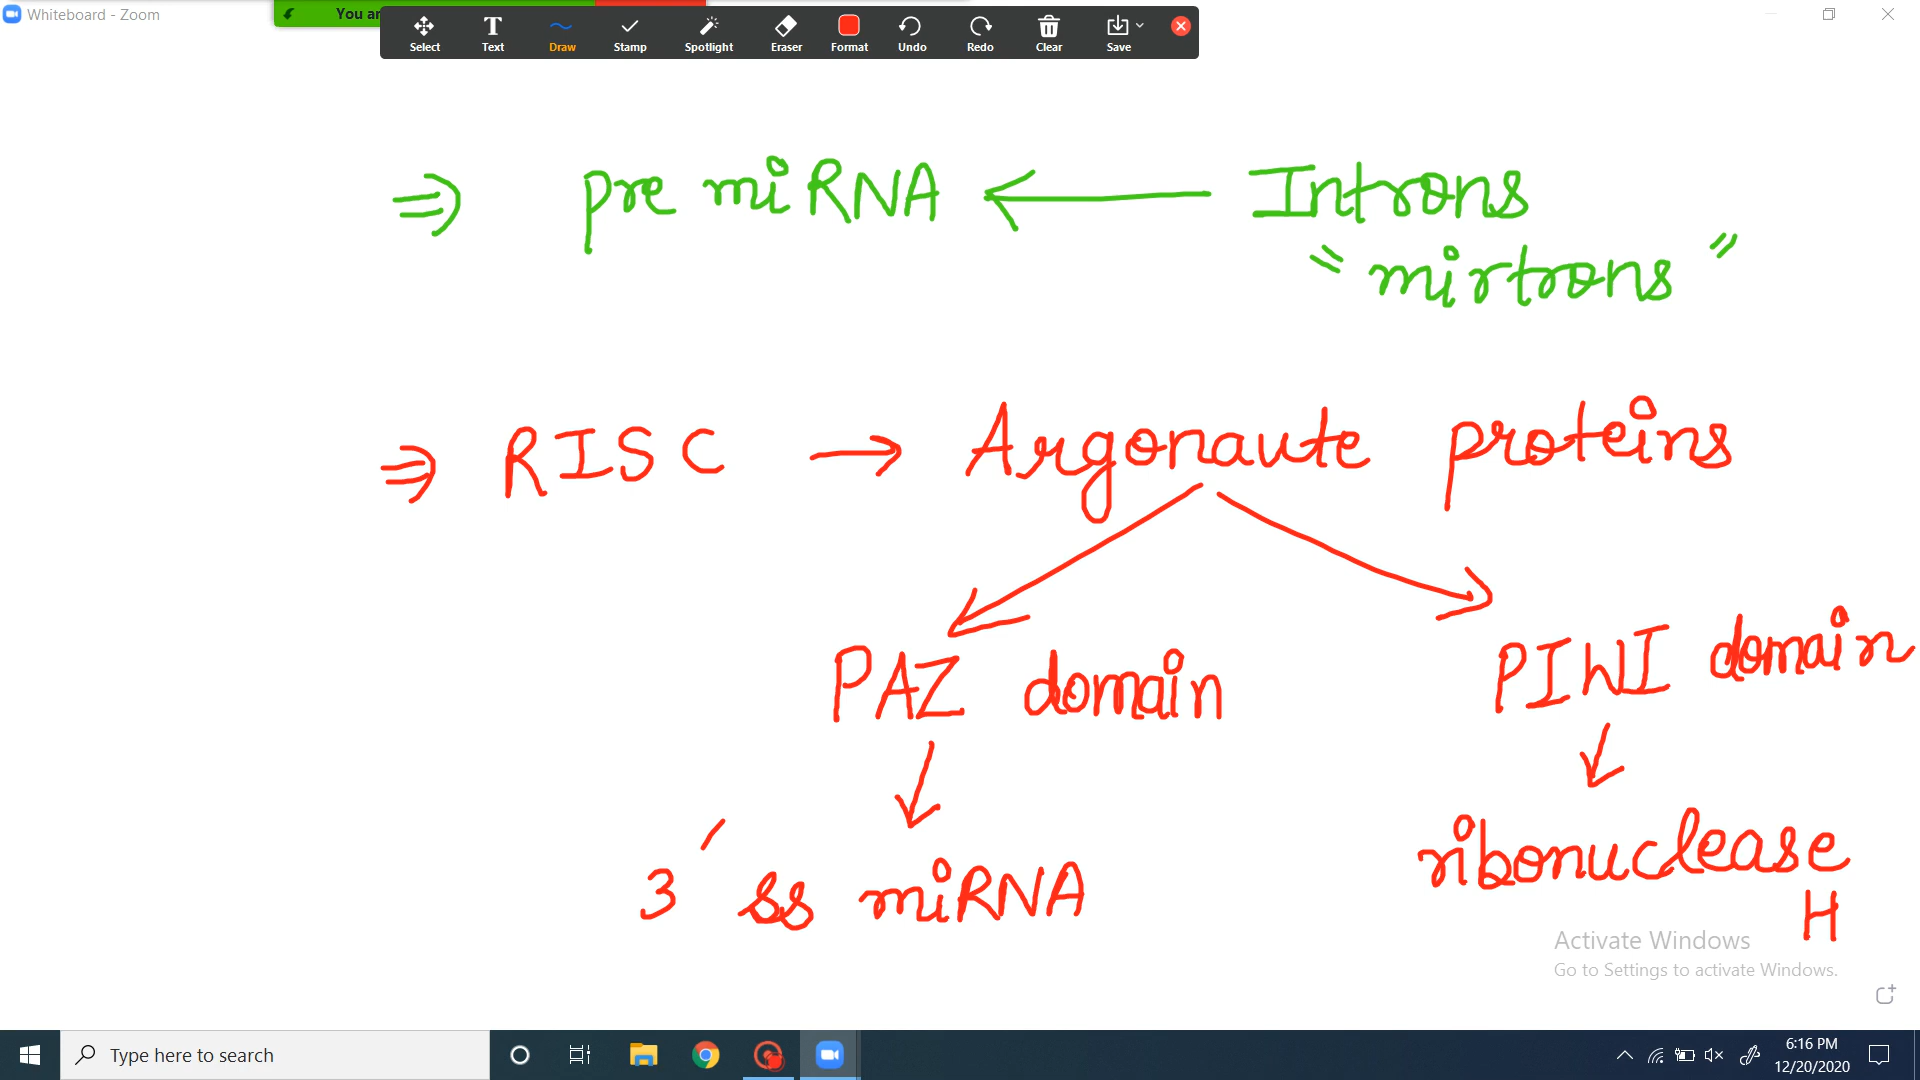 Whiteboard - Zoom
You ar
Select Text Draw Stamp Spotlight Eraser Format Undo Redo Clear Save
⇒ pre miRNA ← Introns
"mirtrons"
⇒ RISC → Argonaute proteins
PAZ domain PIWI domain
3' ss miRNA ribonuclease
H
Activate Windows
Go to Settings to activate Windows.
Type here to search
6:16 PM
12/20/2020